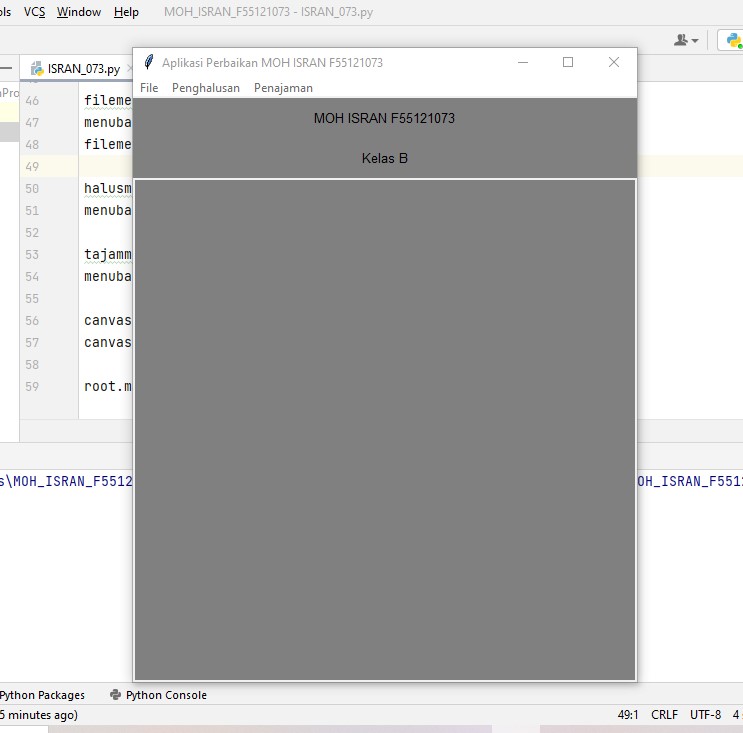 ols VCS Window Help MOH_ISRAN_F55121073 - ISRAN_073.py
ISRAN_073.py
Aplikasi Perbaikan MOH ISRAN F55121073
File Penghalusan Penajaman
MOH ISRAN F55121073
Kelas B
nPro
46 fileme
47 menuba
48 fileme
49
50 halusm
51 menuba
52
53 tajamm
54 menuba
55
56 canvas
57 canvas
58
59 root.m
s\MOH_ISRAN_F5512 OH_ISRAN_F551
Python Packages Python Console
5 minutes ago) 49:1 CRLF UTF-8 4 s